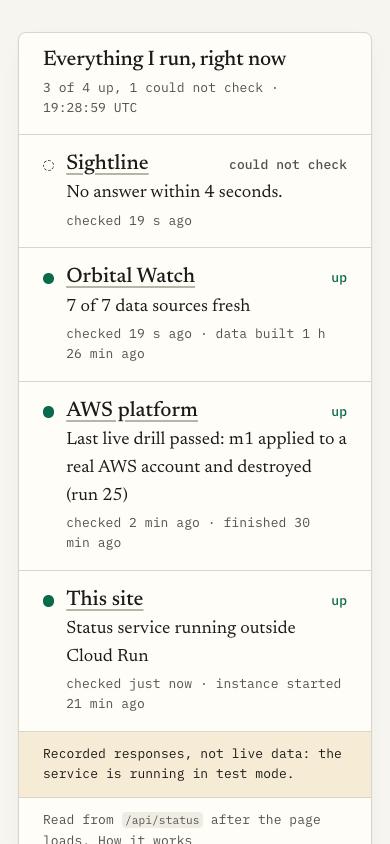 Everything I run, right now
3 of 4 up, 1 could not check ·
19:28:59 UTC
Sightline could not check
No answer within 4 seconds.
checked 19 s ago
Orbital Watch up
7 of 7 data sources fresh
checked 19 s ago · data built 1 h
26 min ago
AWS platform up
Last live drill passed: m1 applied to a
real AWS account and destroyed
(run 25)
checked 2 min ago · finished 30
min ago
This site up
Status service running outside
Cloud Run
checked just now · instance started
21 min ago
Recorded responses, not live data: the
service is running in test mode.
Read from /api/status after the page
loads. How it works